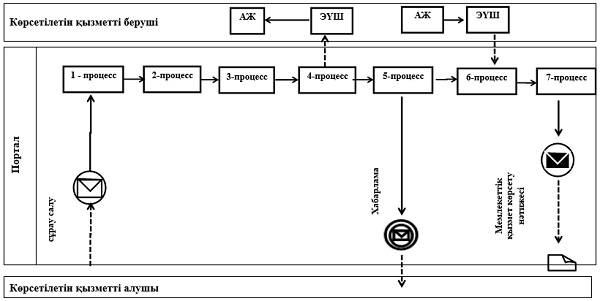 Көрсетілетін қызметті беруші
АЖ
ЭҮШ
АЖ
ЭҮШ
Портал
1 - процесс
2-процесс
3-процесс
4-процесс
5-процесс
6-процесс
7-процесс
сұрау салу
Хабарлама
Мемлекеттік
қызмет көрсету
нәтижесі
Көрсетілетін қызметті алушы